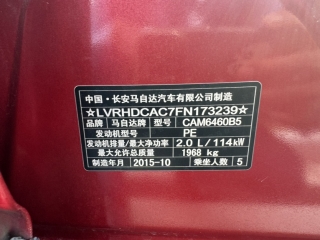 中国·长安马自达汽车有限公司制造
☆LVRHDCAC7FN173239☆
品牌 马自达 型号 CAM6460B5
发动机型号 PE
发动机排量/最大净功率 2.0 L/114kW
最大允许总质量 1968 kg
制造年月 2015-10 乘坐人数 5